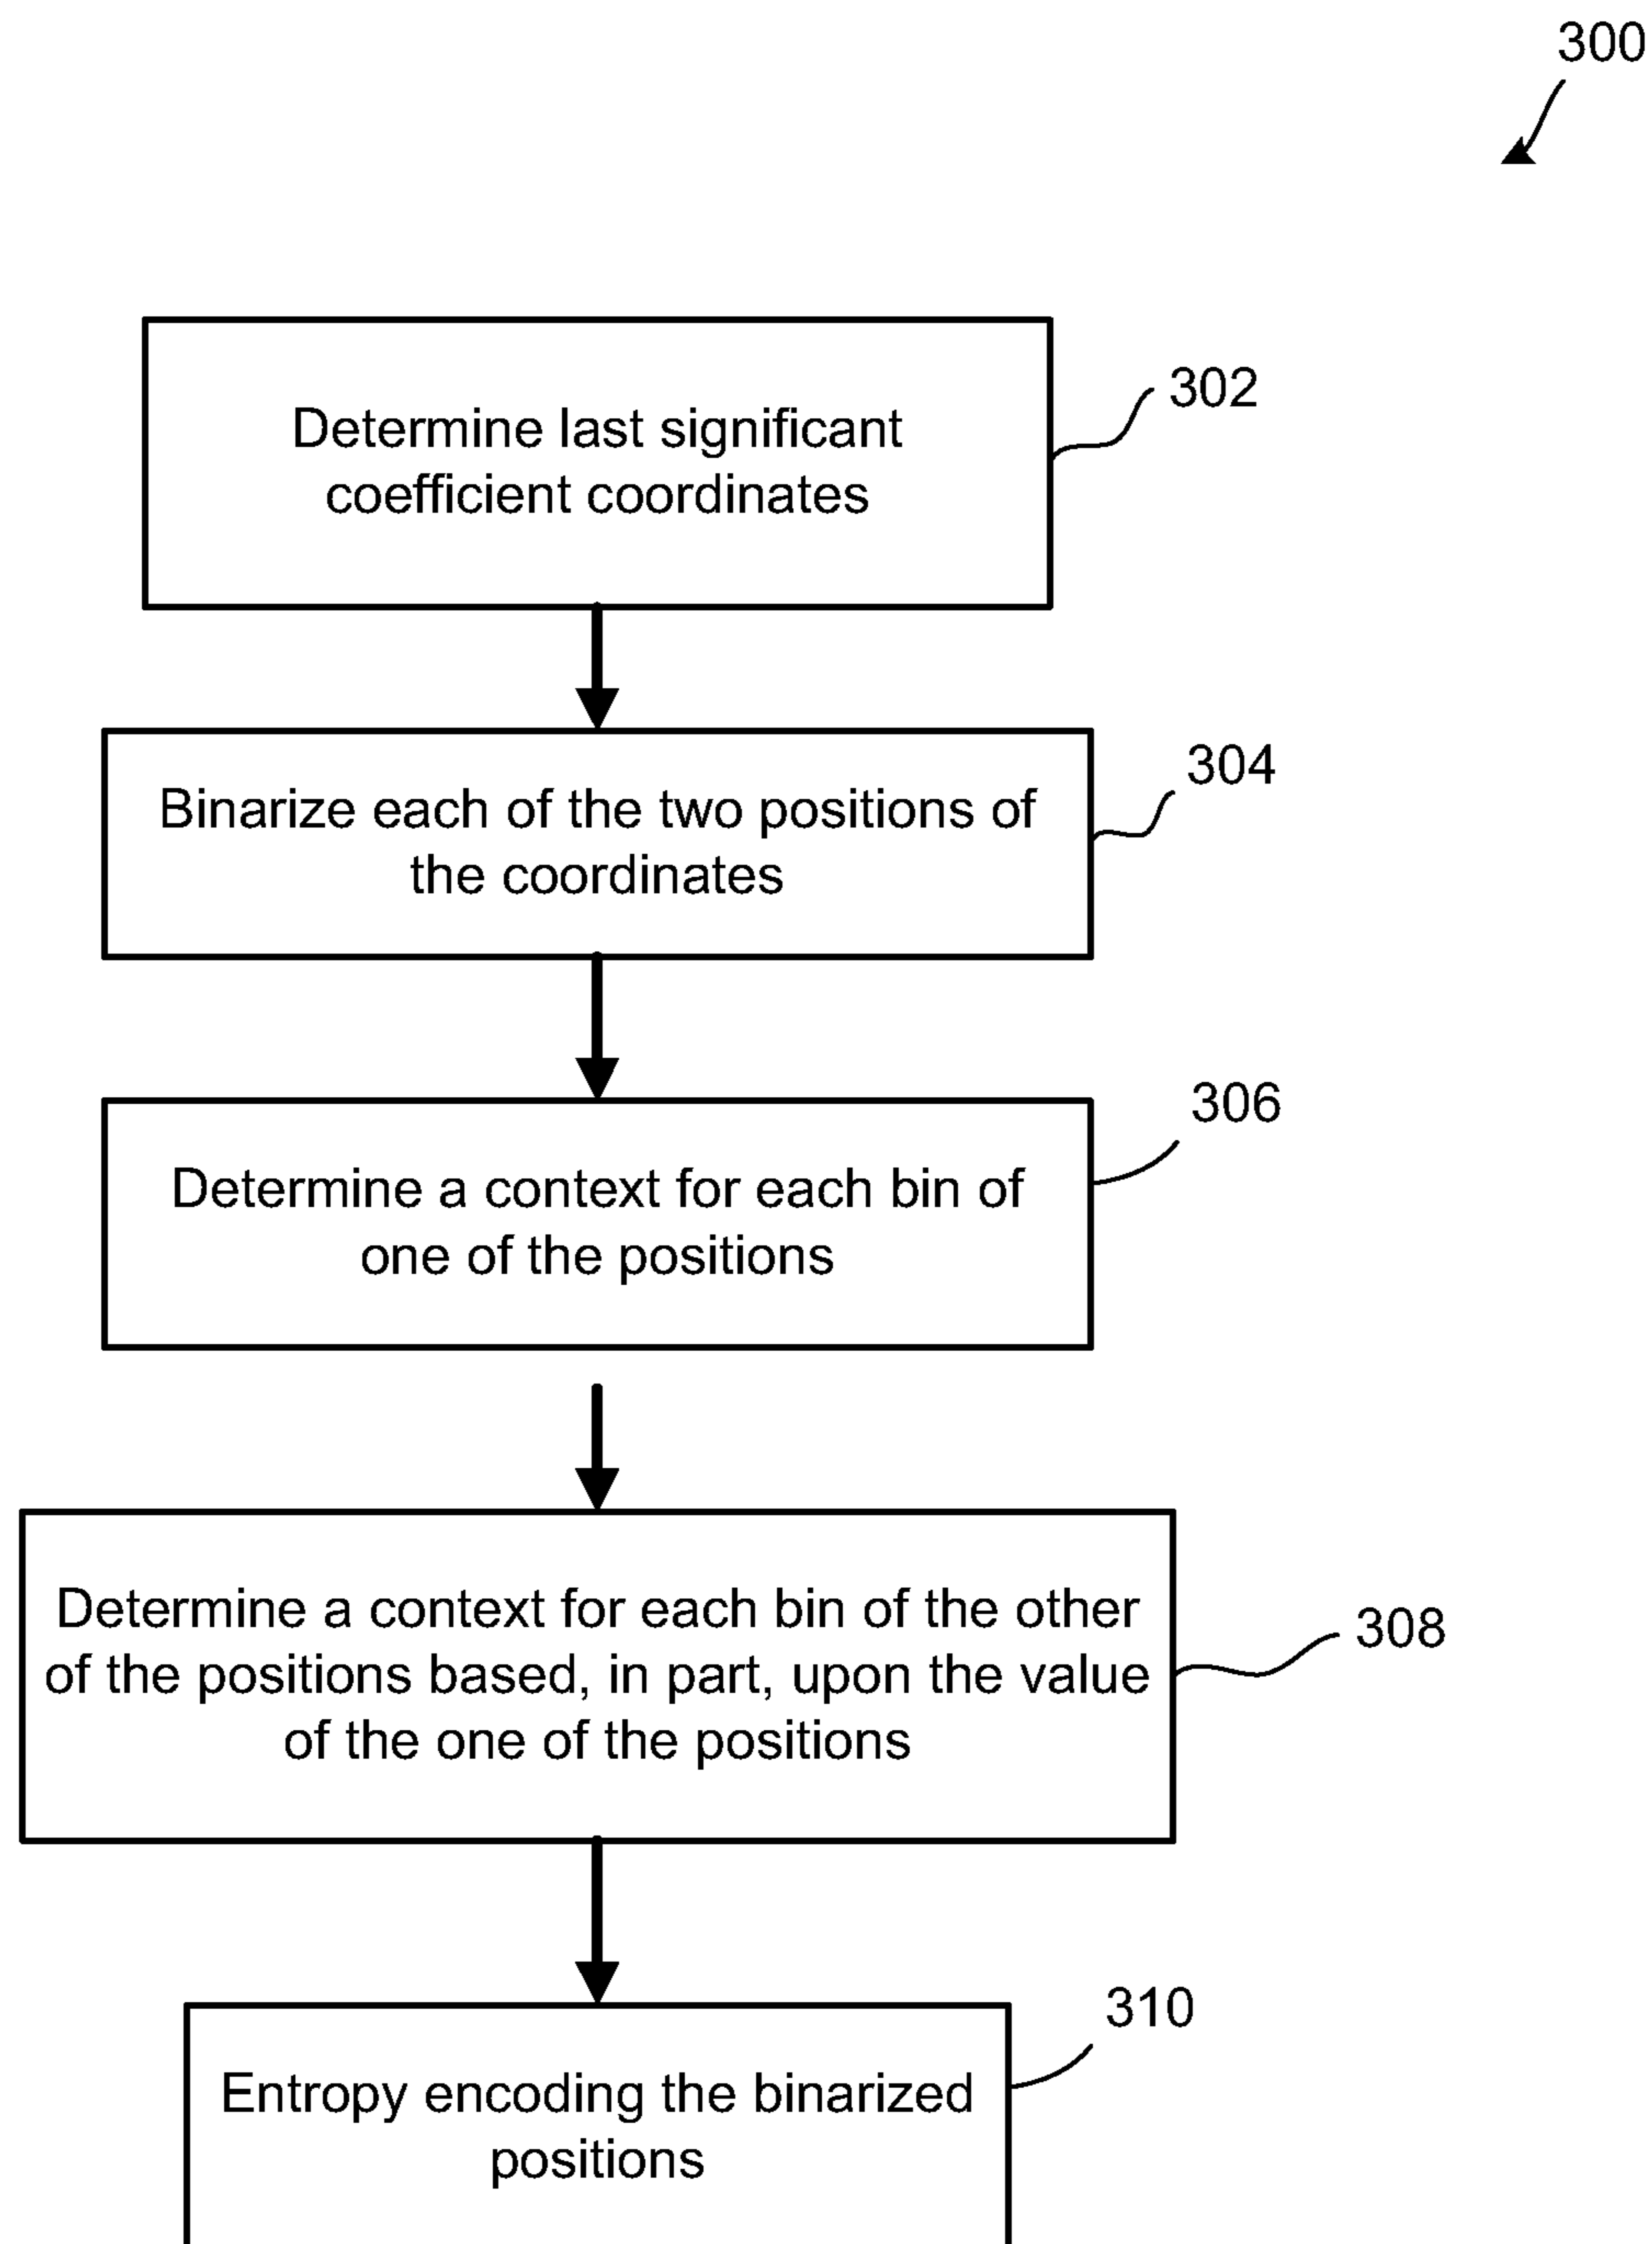 300
Determine last significant
coefficient coordinates
302
Binarize each of the two positions of
the coordinates
304
Determine a context for each bin of
one of the positions
306
Determine a context for each bin of the other
of the positions based, in part, upon the value
of the one of the positions
308
Entropy encoding the binarized
positions
310